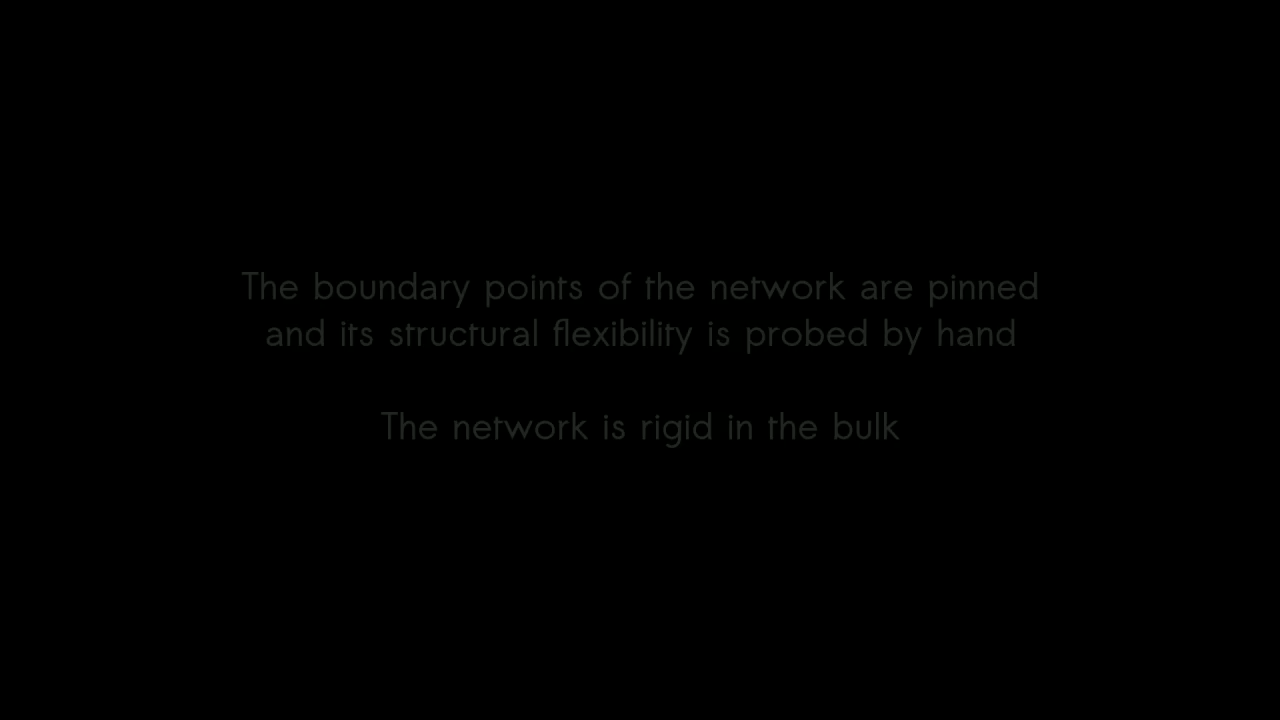 The boundary points of the network are pinned
and its structural flexibility is probed by hand
The network is rigid in the bulk